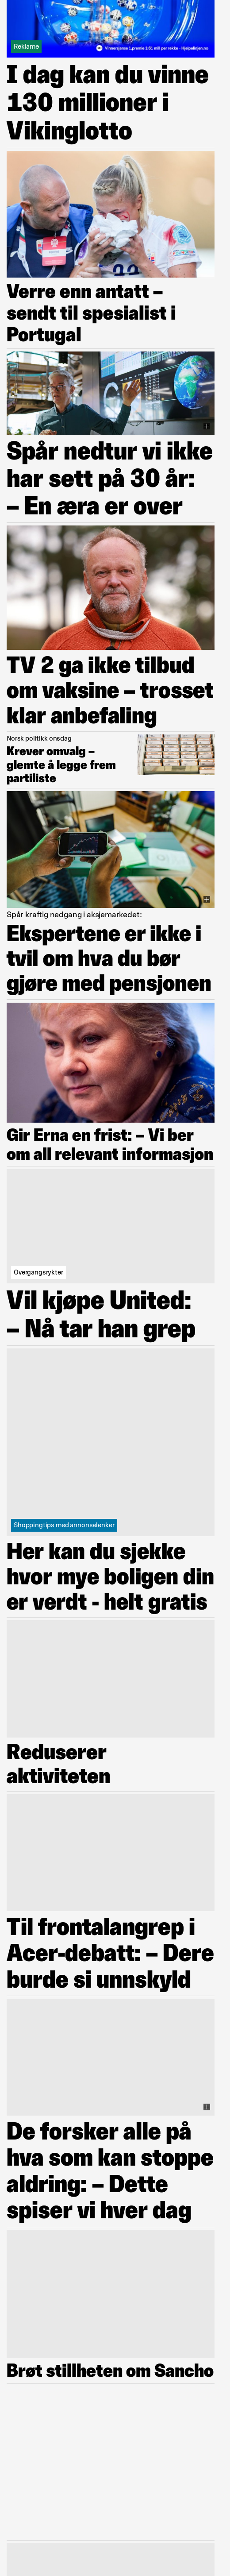 Reklame
Vinnersjanse 1.premie 1:61 mill per rekke - Hjelpelinjen.no
I dag kan du vinne
130 millioner i
Vikinglotto
Verre enn antatt –
sendt til spesialist i
Portugal
Spår nedtur vi ikke
har sett på 30 år:
– En æra er over
TV 2 ga ikke tilbud
om vaksine – trosset
klar anbefaling
Norsk politikk onsdag
Krever omvalg –
glemte å legge frem
partiliste
Spår kraftig nedgang i aksjemarkedet:
Ekspertene er ikke i
tvil om hva du bør
gjøre med pensjonen
Gir Erna en frist: – Vi ber
om all relevant informasjon
Overgangsrykter
Vil kjøpe United:
– Nå tar han grep
Shoppingtips med annonselenker
Her kan du sjekke
hvor mye boligen din
er verdt - helt gratis
Reduserer
aktiviteten
Til frontalangrep i
Acer-debatt: – Dere
burde si unnskyld
De forsker alle på
hva som kan stoppe
aldring: – Dette
spiser vi hver dag
Brøt stillheten om Sancho